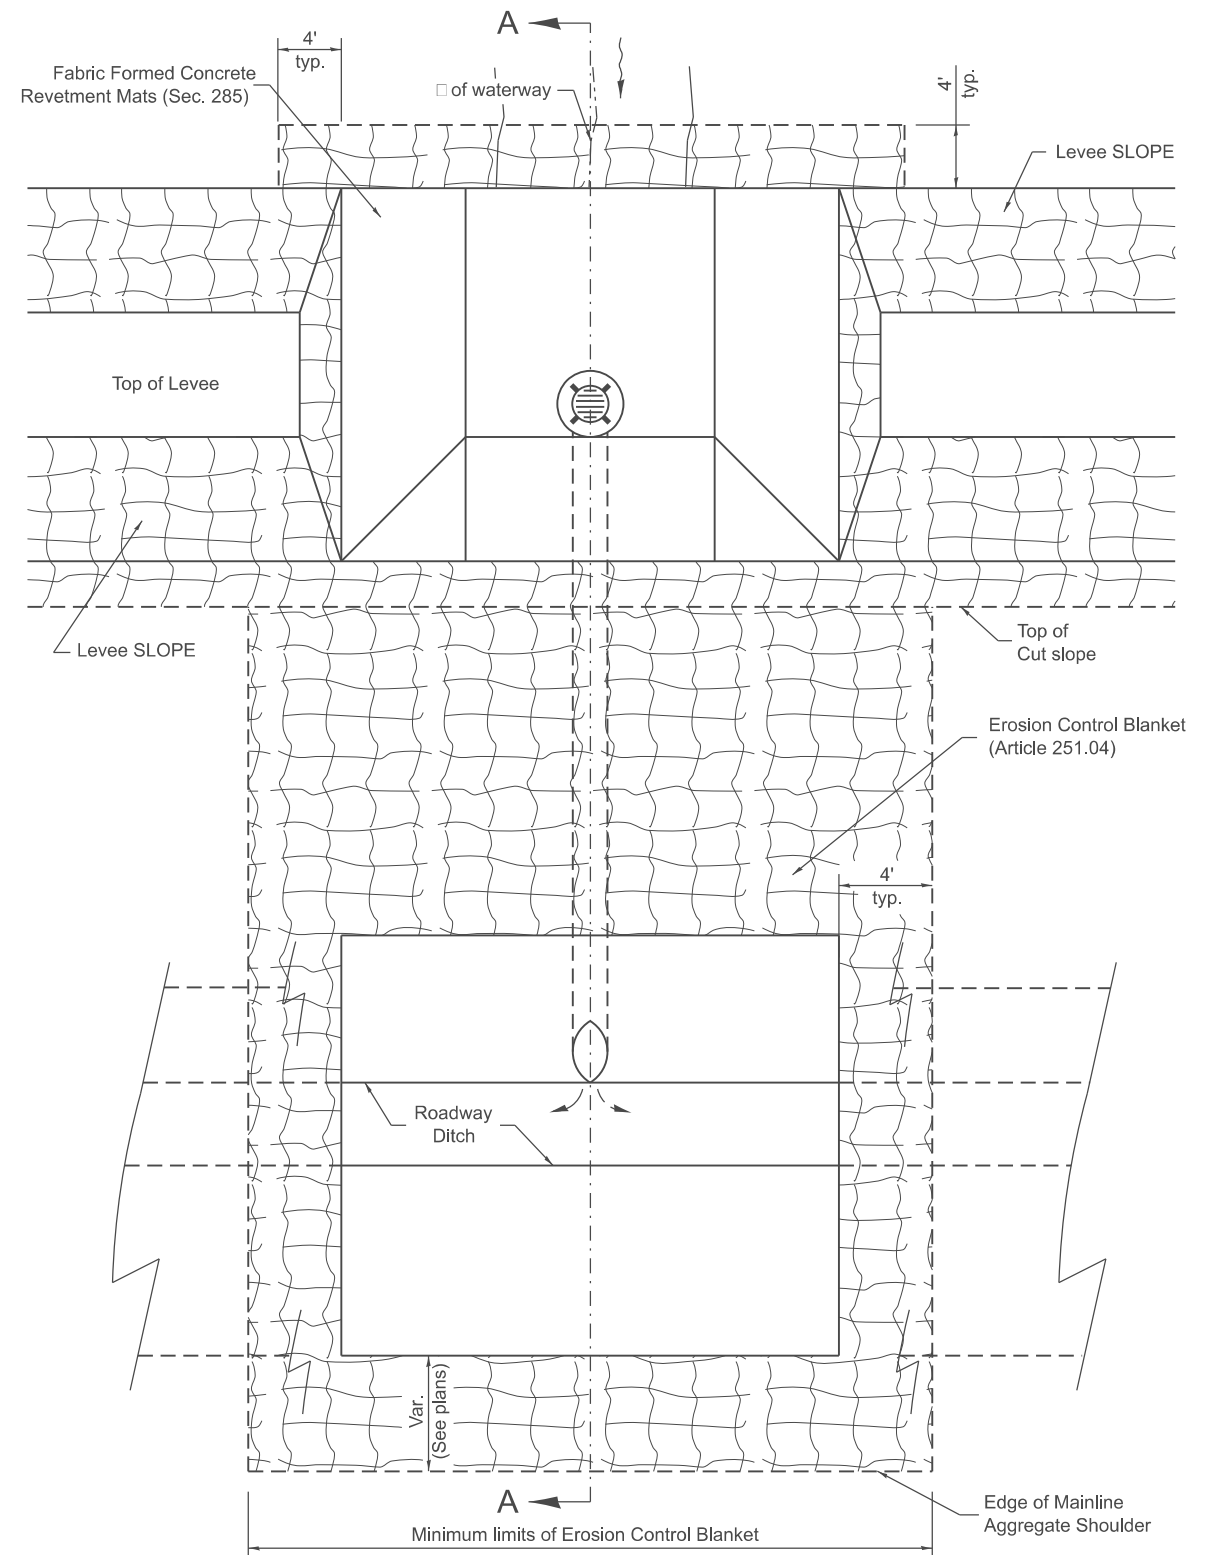 A
4'
typ.
Fabric Formed Concrete
Revetment Mats (Sec. 285)
□ of waterway
4'
typ.
Levee SLOPE
Top of Levee
Levee SLOPE
Top of
Cut slope
Erosion Control Blanket
(Article 251.04)
4'
typ.
Roadway
Ditch
Var.
(See plans)
A
Edge of Mainline
Aggregate Shoulder
Minimum limits of Erosion Control Blanket